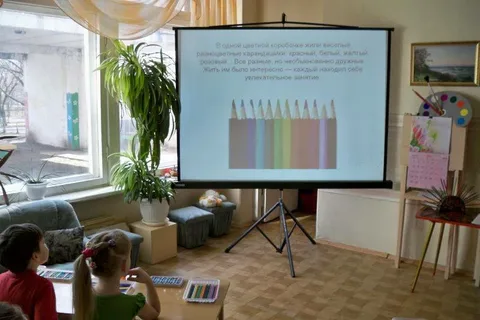 В одной цветной коробочке жили весёлые
разноцветные карандашики: красный, белый, жёлтый
розовый... Все разные, но необыкновенно дружные
Жить им было интересно — каждый находил себе
увлекательное занятие